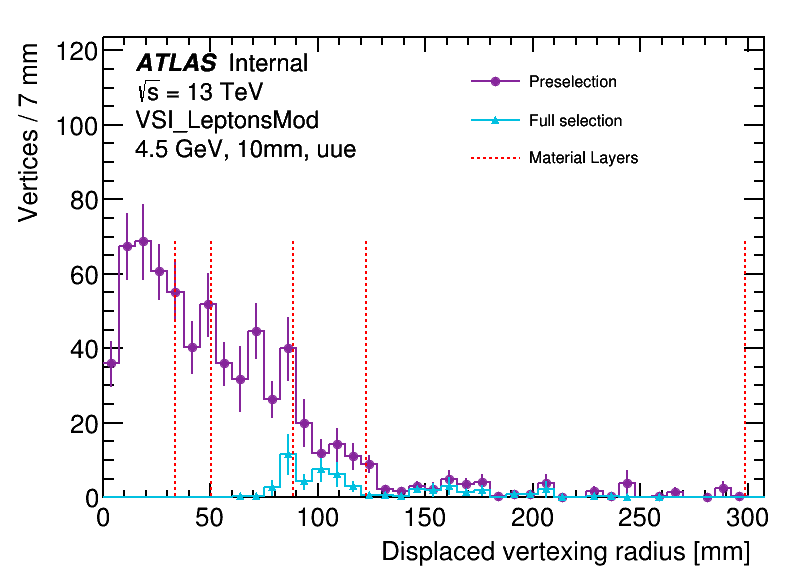 ATLAS Internal
√s = 13 TeV
VSI_LeptonsMod
4.5 GeV, 10mm, uue
Preselection
Full selection
Material Layers
Vertices / 7 mm
120
100
80
60
40
20
0
0 50 100 150 200 250 300
Displaced vertexing radius [mm]